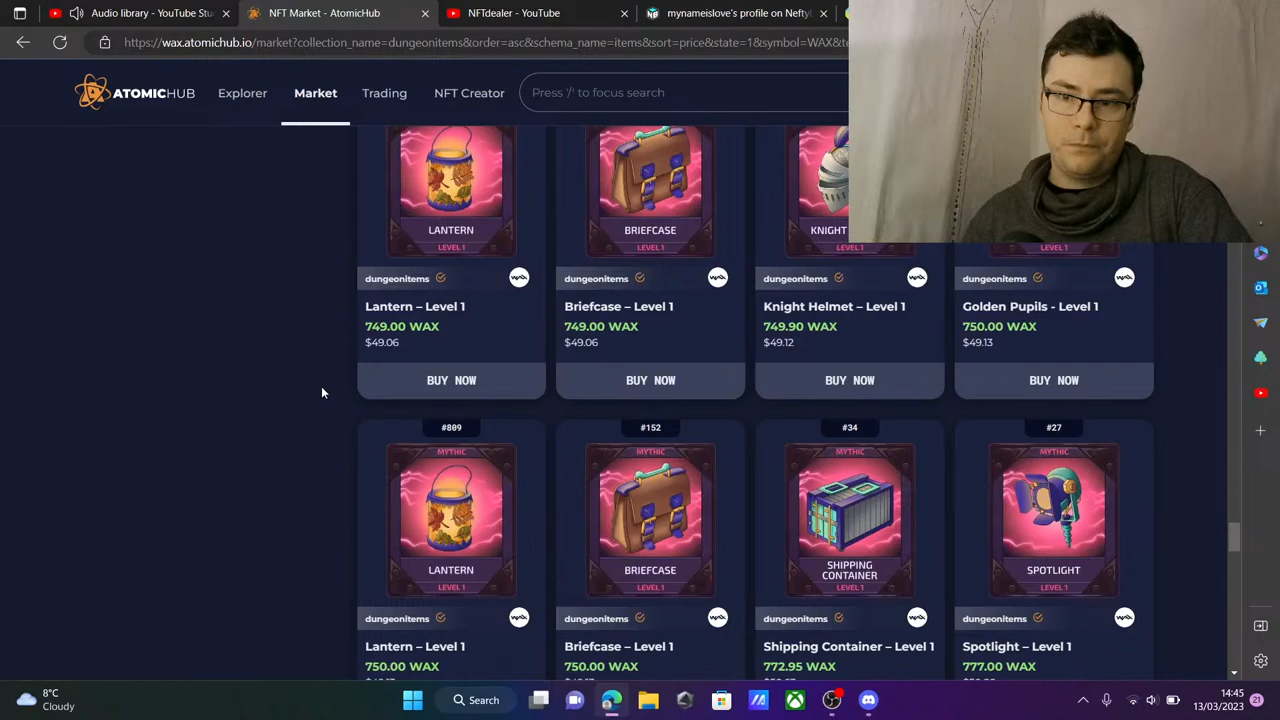 Audio library - YouTube Stu
NFT Market - AtomicHub
NFTdealer - YouTube
mynameislove's profile on Nefty
https://wax.atomichub.io/market?collection_name=dungeonitems&order=asc&schema_name=items&sort=price&state=1&symbol=WAX&te
ATOMICHUB
Explorer
Market
Trading
NFT Creator
Press '/' to focus search
LANTERN
BRIEFCASE
KNIGHT
LEVEL 1
LEVEL 1
LEVEL 1
LEVEL 1
dungeonitems
dungeonitems
dungeonitems
dungeonitems
Lantern – Level 1
Briefcase – Level 1
Knight Helmet – Level 1
Golden Pupils - Level 1
749.00 WAX
749.00 WAX
749.90 WAX
750.00 WAX
$49.06
$49.06
$49.12
$49.13
BUY NOW
BUY NOW
BUY NOW
BUY NOW
#809
#152
#34
#27
MYTHIC
MYTHIC
MYTHIC
MYTHIC
LANTERN
BRIEFCASE
SHIPPING
CONTAINER
SPOTLIGHT
LEVEL 1
LEVEL 1
LEVEL 1
LEVEL 1
dungeonitems
dungeonitems
dungeonitems
dungeonitems
Lantern – Level 1
Briefcase – Level 1
Shipping Container – Level 1
Spotlight – Level 1
750.00 WAX
750.00 WAX
772.95 WAX
777.00 WAX
8°C
Cloudy
Search
14:45
13/03/2023
21